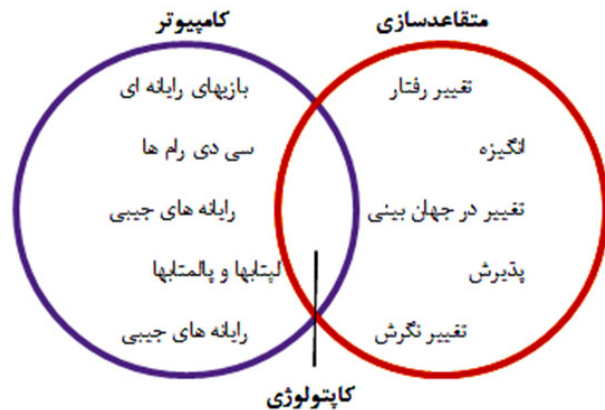 متقاعدسازی
کامپیوتر
تغییر رفتار
انگیزه
تغییر در جهان بینی
پذیرش
تغییر نگرش
بازیهای رایانه ای
سی دی رام ها
رایانه های جیبی
لپتابها و پالمتابها
رایانه های جیبی
کاپتولوژی